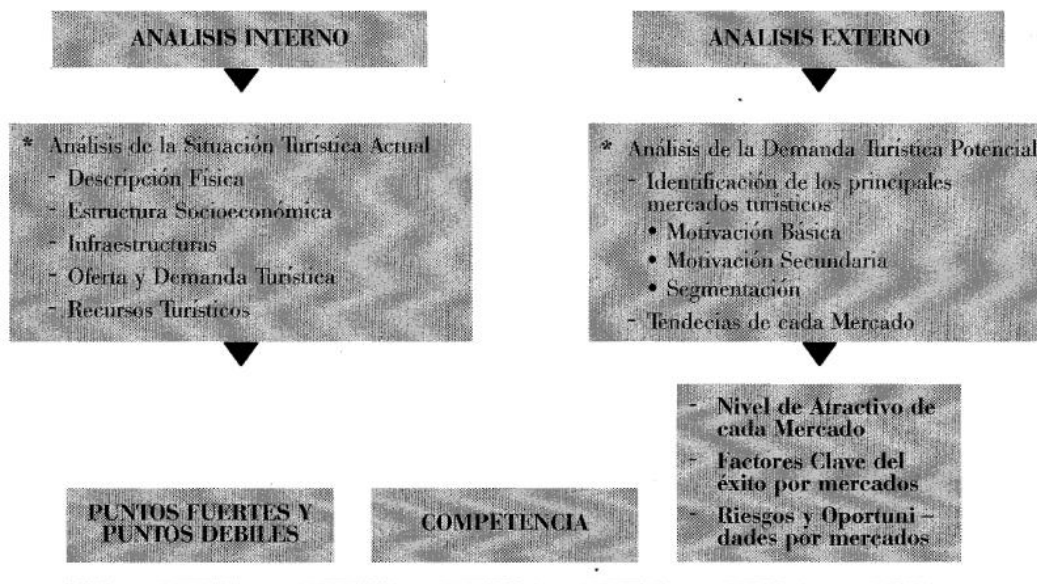 ANALISIS INTERNO
* Análisis de la Situación Turística Actual
- Descripción Física
- Estructura Socioeconómica
- Infraestructuras
- Oferta y Demanda Turística
- Recursos Turísticos
PUNTOS FUERTES Y
PUNTOS DEBILES
COMPETENCIA
ANALISIS EXTERNO
* Análisis de la Demanda Turística Potencial
- Identificación de los principales
mercados turísticos
• Motivación Básica
• Motivación Secundaria
• Segmentación
- Tendecias de cada Mercado
- Nivel de Atractivo de
cada Mercado
- Factores Clave del
éxito por mercados
- Riesgos y Oportuni–
dades por mercados